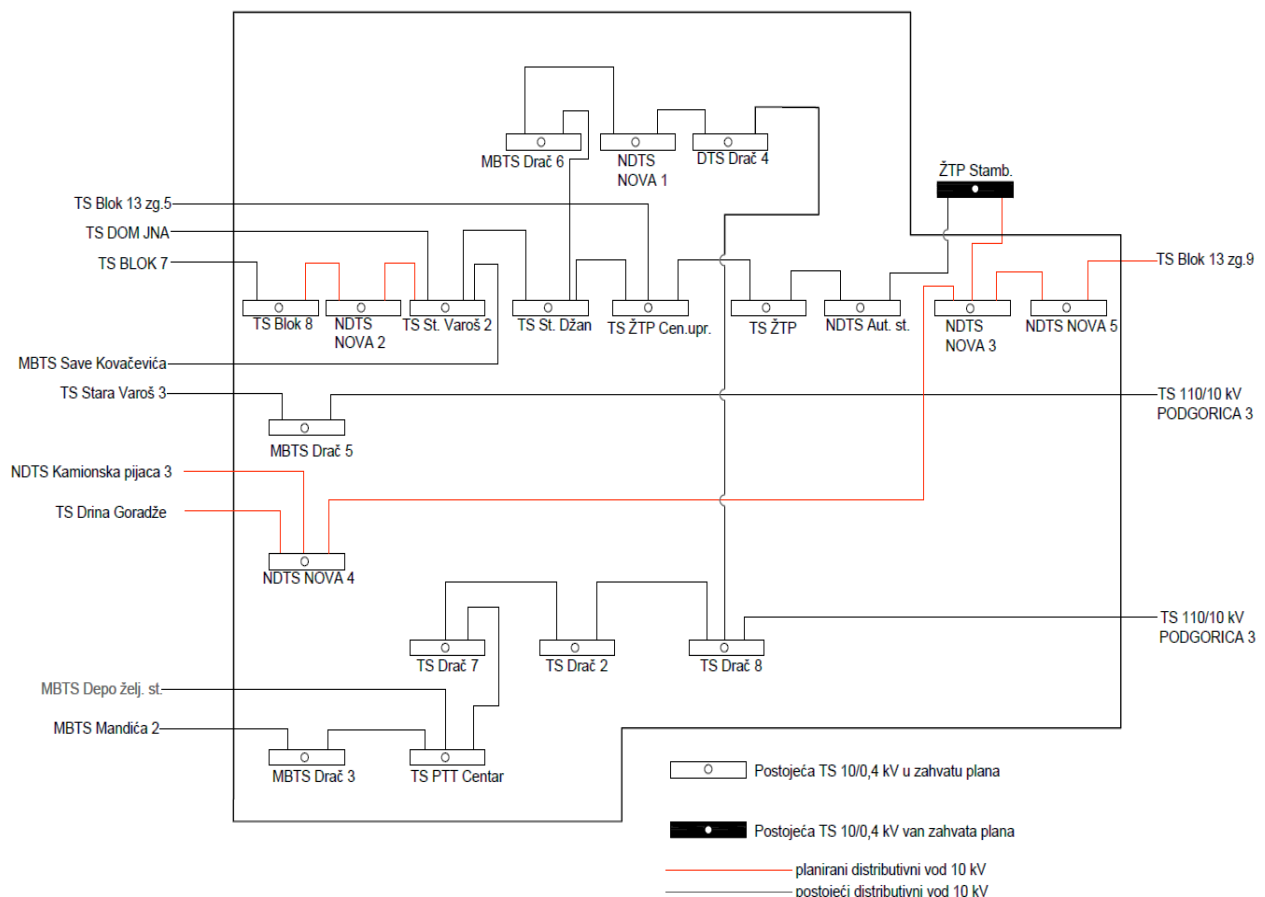 MBTS Drač 6
NDTS
NOVA 1
DTS Drač 4
ŽTP Stamb.
TS Blok 13 zg.5
TS DOM JNA
TS BLOK 7
TS Blok 13 zg.9
TS Blok 8
NDTS
NOVA 2
TS St. Varoš 2
TS St. Džan
TS ŽTP Cen.upr.
TS ŽTP
NDTS Aut. st.
NDTS
NOVA 3
NDTS NOVA 5
MBTS Save Kovačevića
TS Stara Varoš 3
TS 110/10 kV
PODGORICA 3
MBTS Drač 5
NDTS Kamionska pijaca 3
TS Drina Goradže
NDTS NOVA 4
TS 110/10 kV
PODGORICA 3
TS Drač 7
TS Drač 2
TS Drač 8
MBTS Depo želj. st.
MBTS Mandića 2
MBTS Drač 3
TS PTT Centar
Postojeća TS 10/0,4 kV u zahvatu plana
Postojeća TS 10/0,4 kV van zahvata plana
planirani distributivni vod 10 kV
postojeći distributivni vod 10 kV